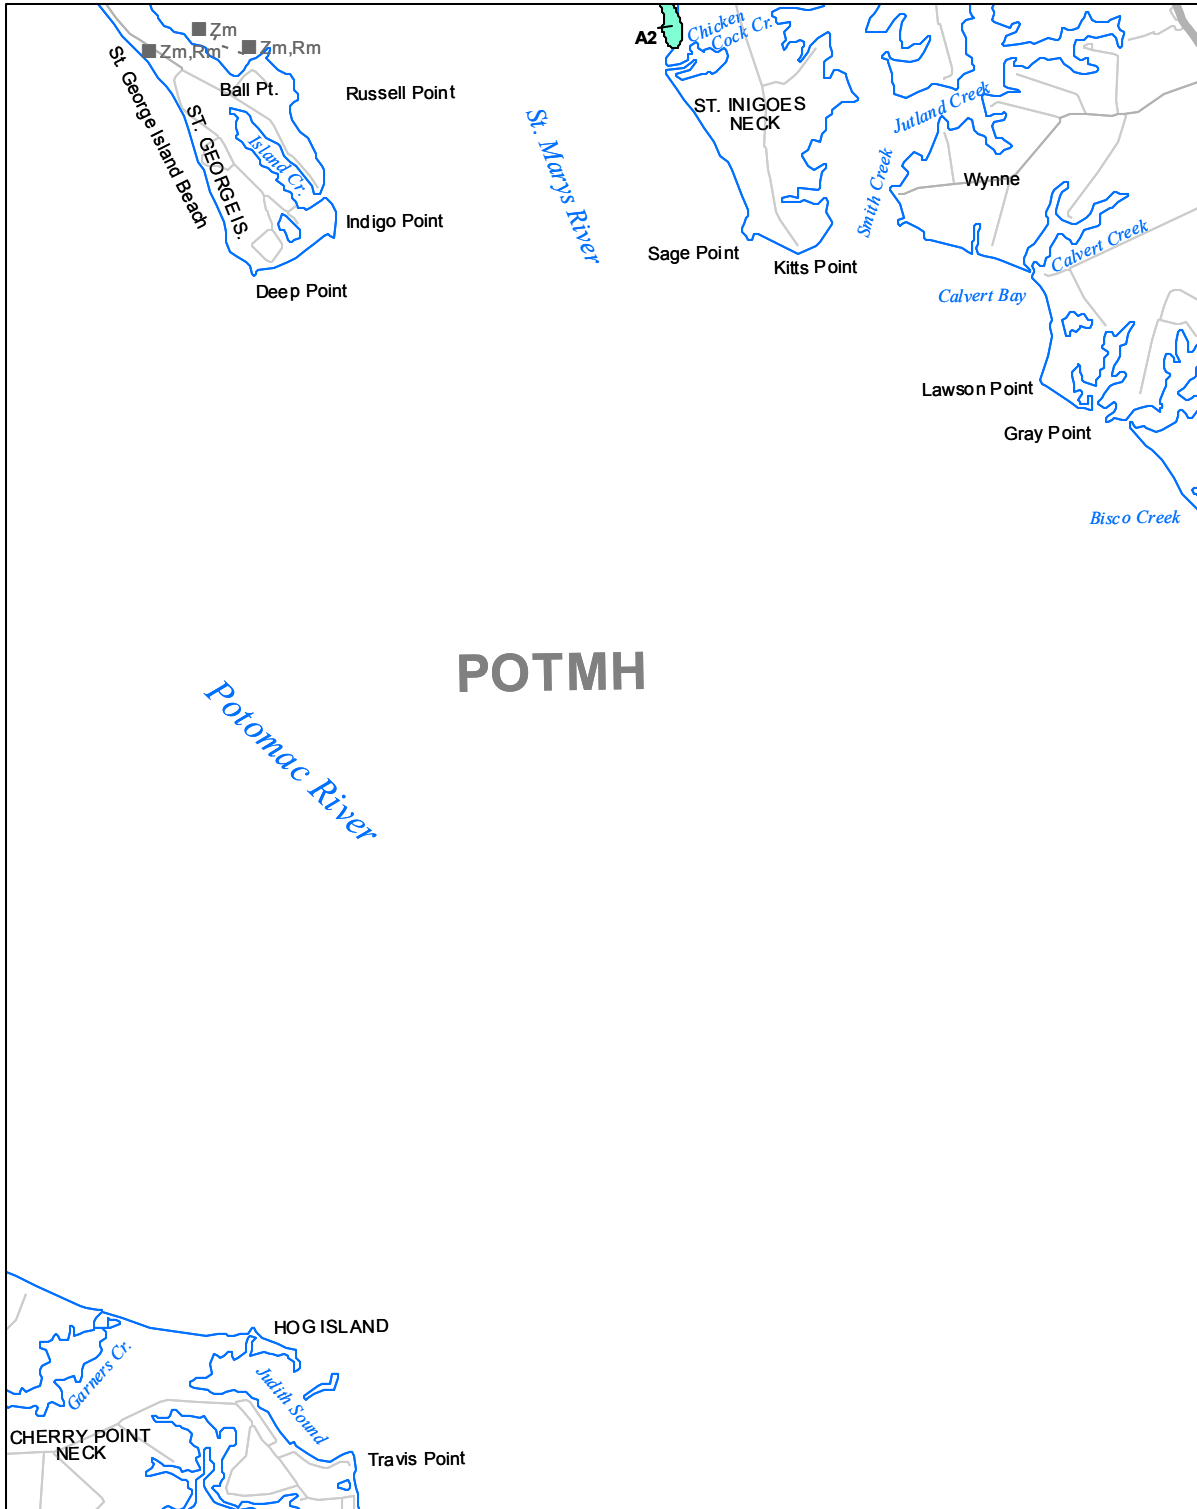 Zm
Zm,Rm
Zm,Rm
A2
Chicken
Cock Cr.
Ball Pt.
Russell Point
St. George Island Beach
ST. GEORGE IS.
Island Cr.
St. Marys River
ST. INIGOES
NECK
Jutland Creek
Smith Creek
Wynne
Indigo Point
Sage Point
Kitts Point
Calvert Creek
Deep Point
Calvert Bay
Lawson Point
Gray Point
Bisco Creek
POTMH
Potomac River
HOG ISLAND
Garners Cr.
Judith Sound
CHERRY POINT
NECK
Travis Point